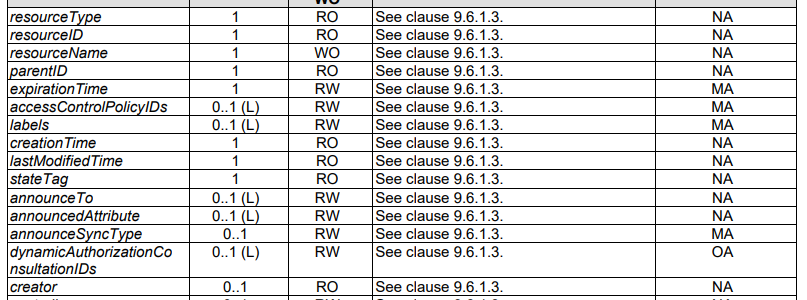 WO
resourceType 1 RO See clause 9.6.1.3. NA
resourceID 1 RO See clause 9.6.1.3. NA
resourceName 1 WO See clause 9.6.1.3. NA
parentID 1 RO See clause 9.6.1.3. NA
expirationTime 1 RW See clause 9.6.1.3. MA
accessControlPolicyIDs 0..1 (L) RW See clause 9.6.1.3. MA
labels 0..1 (L) RW See clause 9.6.1.3. MA
creationTime 1 RO See clause 9.6.1.3. NA
lastModifiedTime 1 RO See clause 9.6.1.3. NA
stateTag 1 RO See clause 9.6.1.3. NA
announceTo 0..1 (L) RW See clause 9.6.1.3. NA
announcedAttribute 0..1 (L) RW See clause 9.6.1.3. NA
announceSyncType 0..1 RW See clause 9.6.1.3. MA
dynamicAuthorizationCo 0..1 (L) RW See clause 9.6.1.3. OA
nsultationIDs
creator 0..1 RO See clause 9.6.1.3. NA